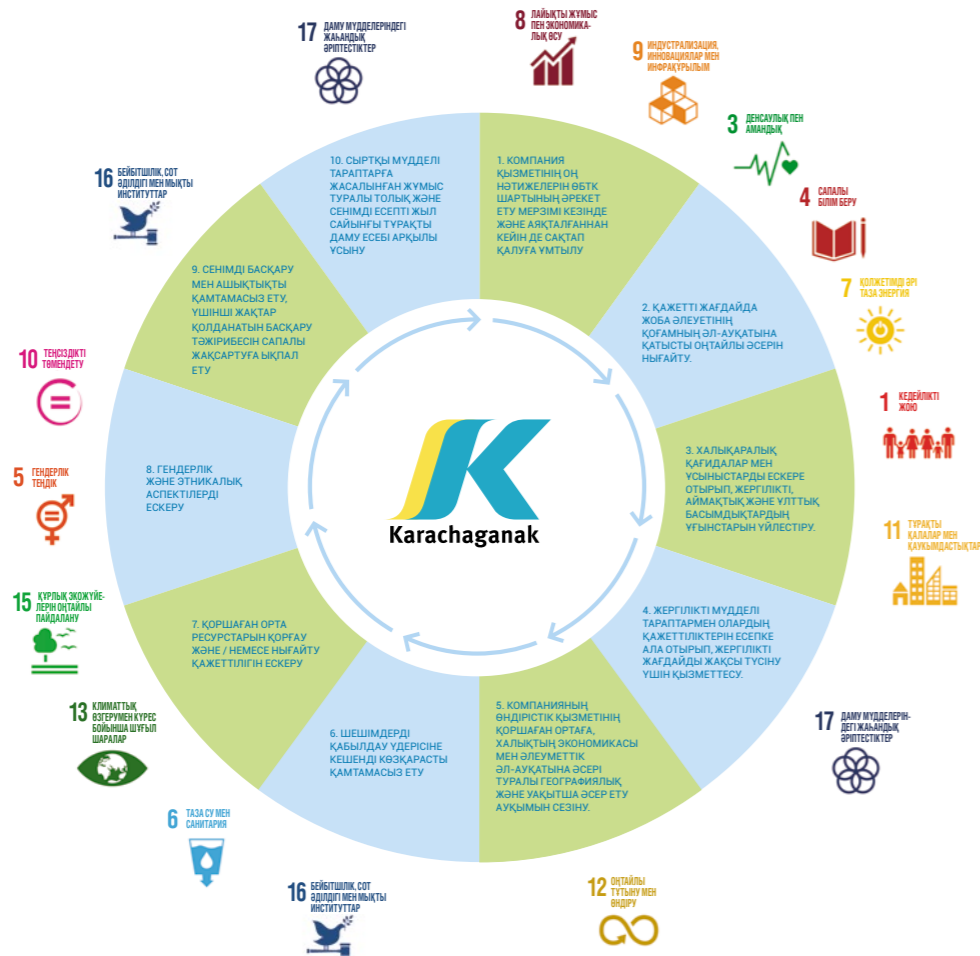 17 ДАМУ МҮДДЕЛЕРІНДЕГІ
ЖАҺАНДЫҚ
ӘРІПТЕСТІКТЕР
8 ЛАЙЫҚТЫ ЖҰМЫС
ПЕН ЭКОНОМИКА-
ЛЫҚ ӨСУ
9 ИНДУСТРАЛИЗАЦИЯ,
ИННОВАЦИЯЛАР МЕН
ИНФРАҚҰРЫЛЫМ
3 ДЕНСАУЛЫҚ ПЕН
АМАНДЫҚ
4 САПАЛЫ
БІЛІМ БЕРУ
7 ҚОЛЖЕТІМДІ ӘРІ
ТАЗА ЭНЕРГИЯ
1 КЕДЕЙЛІКТІ
ЖОЮ
11 ТҰРАҚТЫ
ҚАЛАЛАР МЕН
ҚАУЫМДАСТЫҚТАР
17 ДАМУ МҮДДЕЛЕРІН-
ДЕГІ ЖАҺАНДЫҚ
ӘРІПТЕСТІКТЕР
12 ОҢТАЙЛЫ
ТҰТЫНУ МЕН
ӨНДІРУ
16 БЕЙБІТШІЛІК, СОТ
ӘДІЛДІГІ МЕН МЫҚТЫ
ИНСТИТУТТАР
6 ТАЗА СУ МЕН
САНИТАРИЯ
13 КЛИМАТТЫҚ
ӨЗГЕРУМЕН КҮРЕС
БОЙЫНША ШҰҒЫЛ
ШАРАЛАР
15 ҚҰРЛЫҚ ЭКОЖҮЙЕ-
ЛЕРІН ОҢТАЙЛЫ
ПАЙДАЛАНУ
5 ГЕНДЕРЛІК
ТЕҢДІК
10 ТЕҢСІЗДІКТІ
ТӨМЕНДЕТУ
16 БЕЙБІТШІЛІК, СОТ
ӘДІЛДІГІ МЕН МЫҚТЫ
ИНСТИТУТТАР
1. КОМПАНИЯ
ҚЫЗМЕТІНІҢ ОҢ
НӘТИЖЕЛЕРІН ӨБТК
ШАРТЫНЫҢ ӘРЕКЕТ
ЕТУ МЕРЗІМІ КЕЗІНДЕ
ЖӘНЕ АЯҚТАЛҒАННАН
КЕЙІН ДЕ САҚТАП
ҚАЛУҒА ҰМТЫЛУ
2. ҚАЖЕТТІ ЖАҒДАЙДА
ЖОБА ӘЛЕУЕТІНІҢ
ҚОҒАМНЫҢ ӘЛ-АУҚАТЫНА
ҚАТЫСТЫ ОҢТАЙЛЫ ӘСЕРІН
НЫҒАЙТУ.
3. ХАЛЫҚАРАЛЫҚ
ҚАҒИДАЛАР МЕН
ҰСЫНЫСТАРДЫ ЕСКЕРЕ
ОТЫРЫП, ЖЕРГІЛІКТІ,
АЙМАҚТЫҚ ЖӘНЕ ҰЛТТЫҚ
БАСЫМДЫҚТАРДЫҢ
ҰҒЫНСТАРЫН ҮЙЛЕСТІРУ.
4. ЖЕРГІЛІКТІ МҮДДЕЛІ
ТАРАПТАРМЕН ОЛАРДЫҢ
ҚАЖЕТТІЛІКТЕРІН ЕСЕПКЕ
АЛА ОТЫРЫП, ЖЕРГІЛІКТІ
ЖАҒДАЙДЫ ЖАҚСЫ ТҮСІНУ
ҮШІН ҚЫЗМЕТТЕСУ.
5. КОМПАНИЯНЫҢ
ӨНДІРІСТІК ҚЫЗМЕТІНІҢ
ҚОРШАҒАН ОРТАҒА,
ХАЛЫҚТЫҢ ЭКОНОМИКАСЫ
МЕН ӘЛЕУМЕТТІК
ӘЛ-АУҚАТЫНА ӘСЕРІ
ТУРАЛЫ ГЕОГРАФИЯЛЫҚ
ЖӘНЕ УАҚЫТША ӘСЕР ЕТУ
АУҚЫМЫН СЕЗІНУ.
6. ШЕШІМДЕРДІ
ҚАБЫЛДАУ ҮДЕРІСІНЕ
КЕШЕНДІ КӨЗҚАРАСТЫ
ҚАМТАМАСЫЗ ЕТУ
7. ҚОРШАҒАН ОРТА
РЕСУРСТАРЫН ҚОРҒАУ
ЖӘНЕ / НЕМЕСЕ НЫҒАЙТУ
ҚАЖЕТТІЛІГІН ЕСКЕРУ
8. ГЕНДЕРЛІК
ЖӘНЕ ЭТНИКАЛЫҚ
АСПЕКТІЛЕРДІ
ЕСКЕРУ
9. СЕНІМДІ БАСҚАРУ
МЕН АШЫҚТЫҚТЫ
ҚАМТАМАСЫЗ ЕТУ,
ҮШІНШІ ЖАҚТАР
ҚОЛДАНАТЫН БАСҚАРУ
ТӘЖІРИБЕСІН САПАЛЫ
ЖАҚСАРТУҒА ЫҚПАЛ
ЕТУ
10. СЫРТҚЫ МҮДДЕЛІ
ТАРАПТАРҒА
ЖАСАЛЫНҒАН ЖҰМЫС
ТУРАЛЫ ТОЛЫҚ ЖӘНЕ
СЕНІМДІ ЕСЕПТІ ЖЫЛ
САЙЫНҒЫ ТҰРАҚТЫ
ДАМУ ЕСЕБІ АРҚЫЛЫ
ҰСЫНУ
Karachaganak